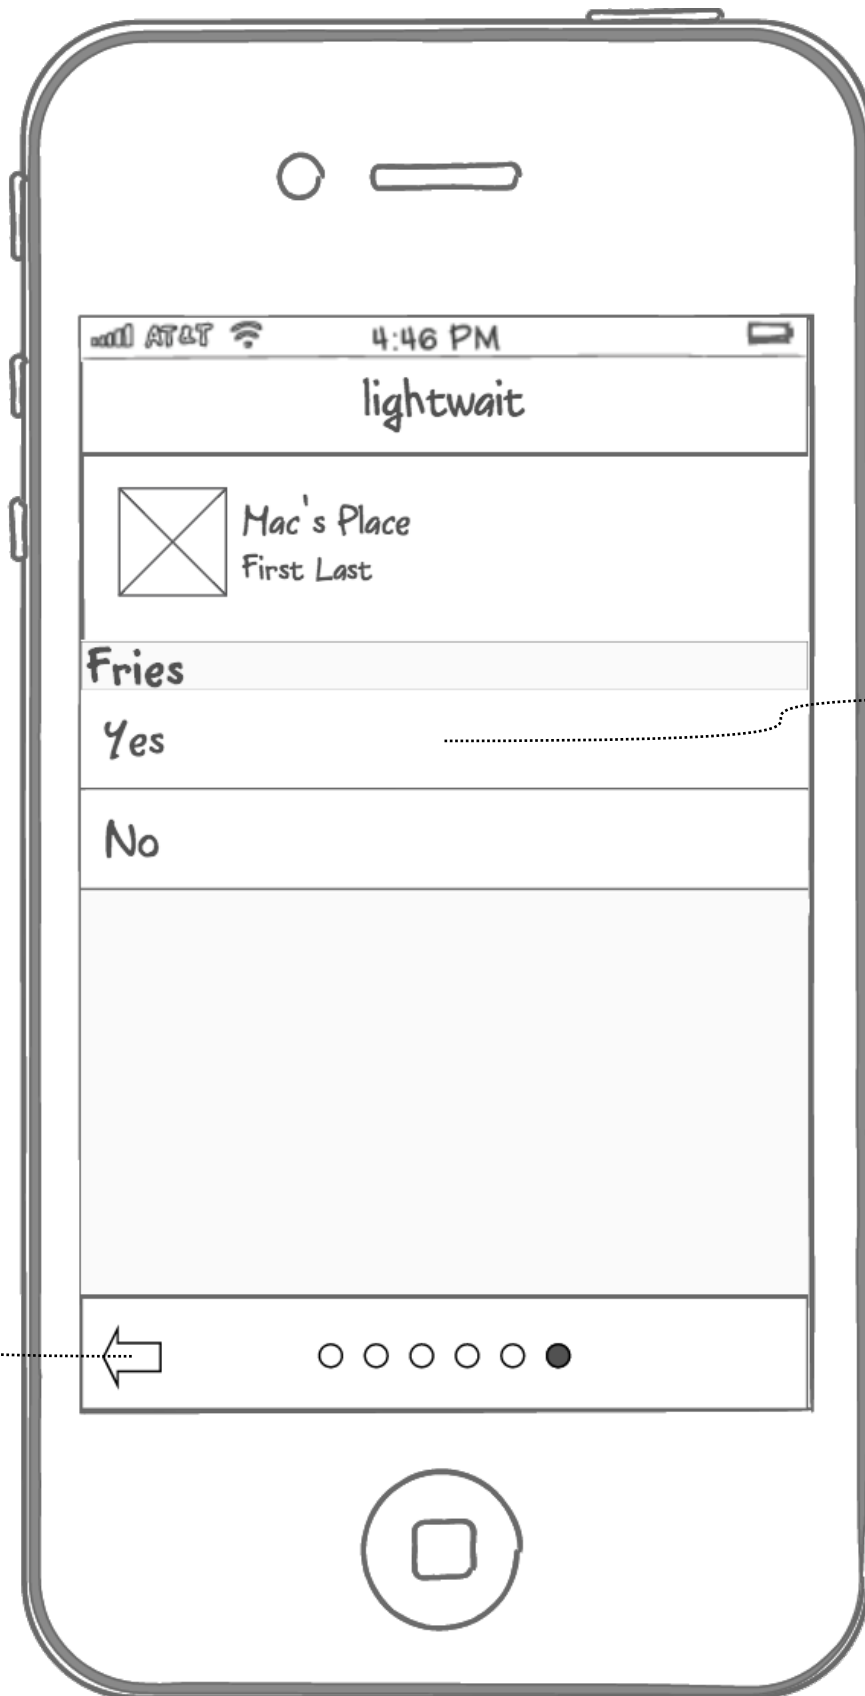 AT&T 4:46 PM
lightwait
Mac's Place
First Last
Fries
Yes
No